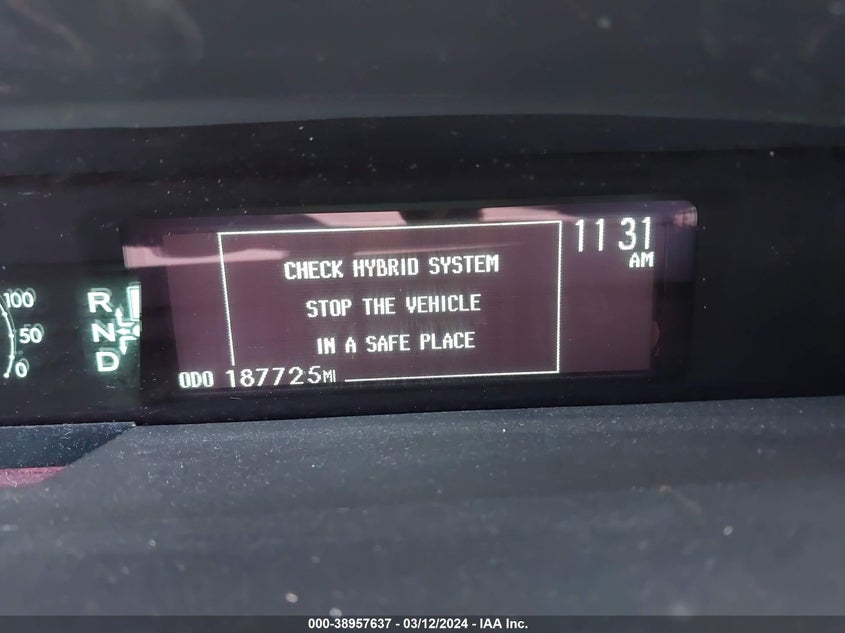 CHECK HYBRID SYSTEM
STOP THE VEHICLE
IN A SAFE PLACE
11 31
AM
ODO 187725MI
100
50
0
R
N
D
000-38957637 - 03/12/2024 - IAA Inc.